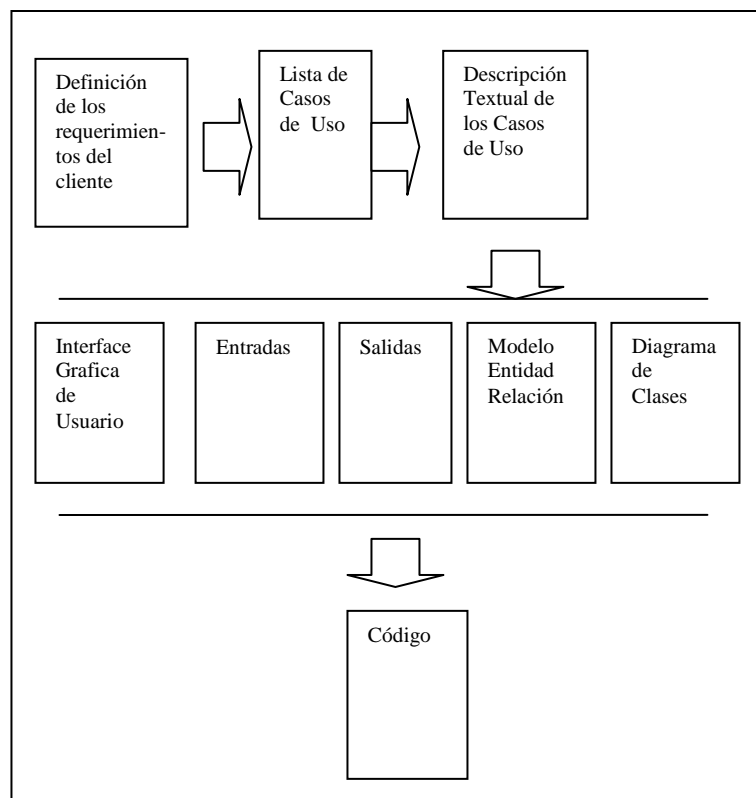 Definición
de los
requerimien-
tos del
cliente
Lista de
Casos
de Uso
Descripción
Textual de
los Casos
de Uso
Interface
Grafica
de
Usuario
Entradas
Salidas
Modelo
Entidad
Relación
Diagrama
de
Clases
Código